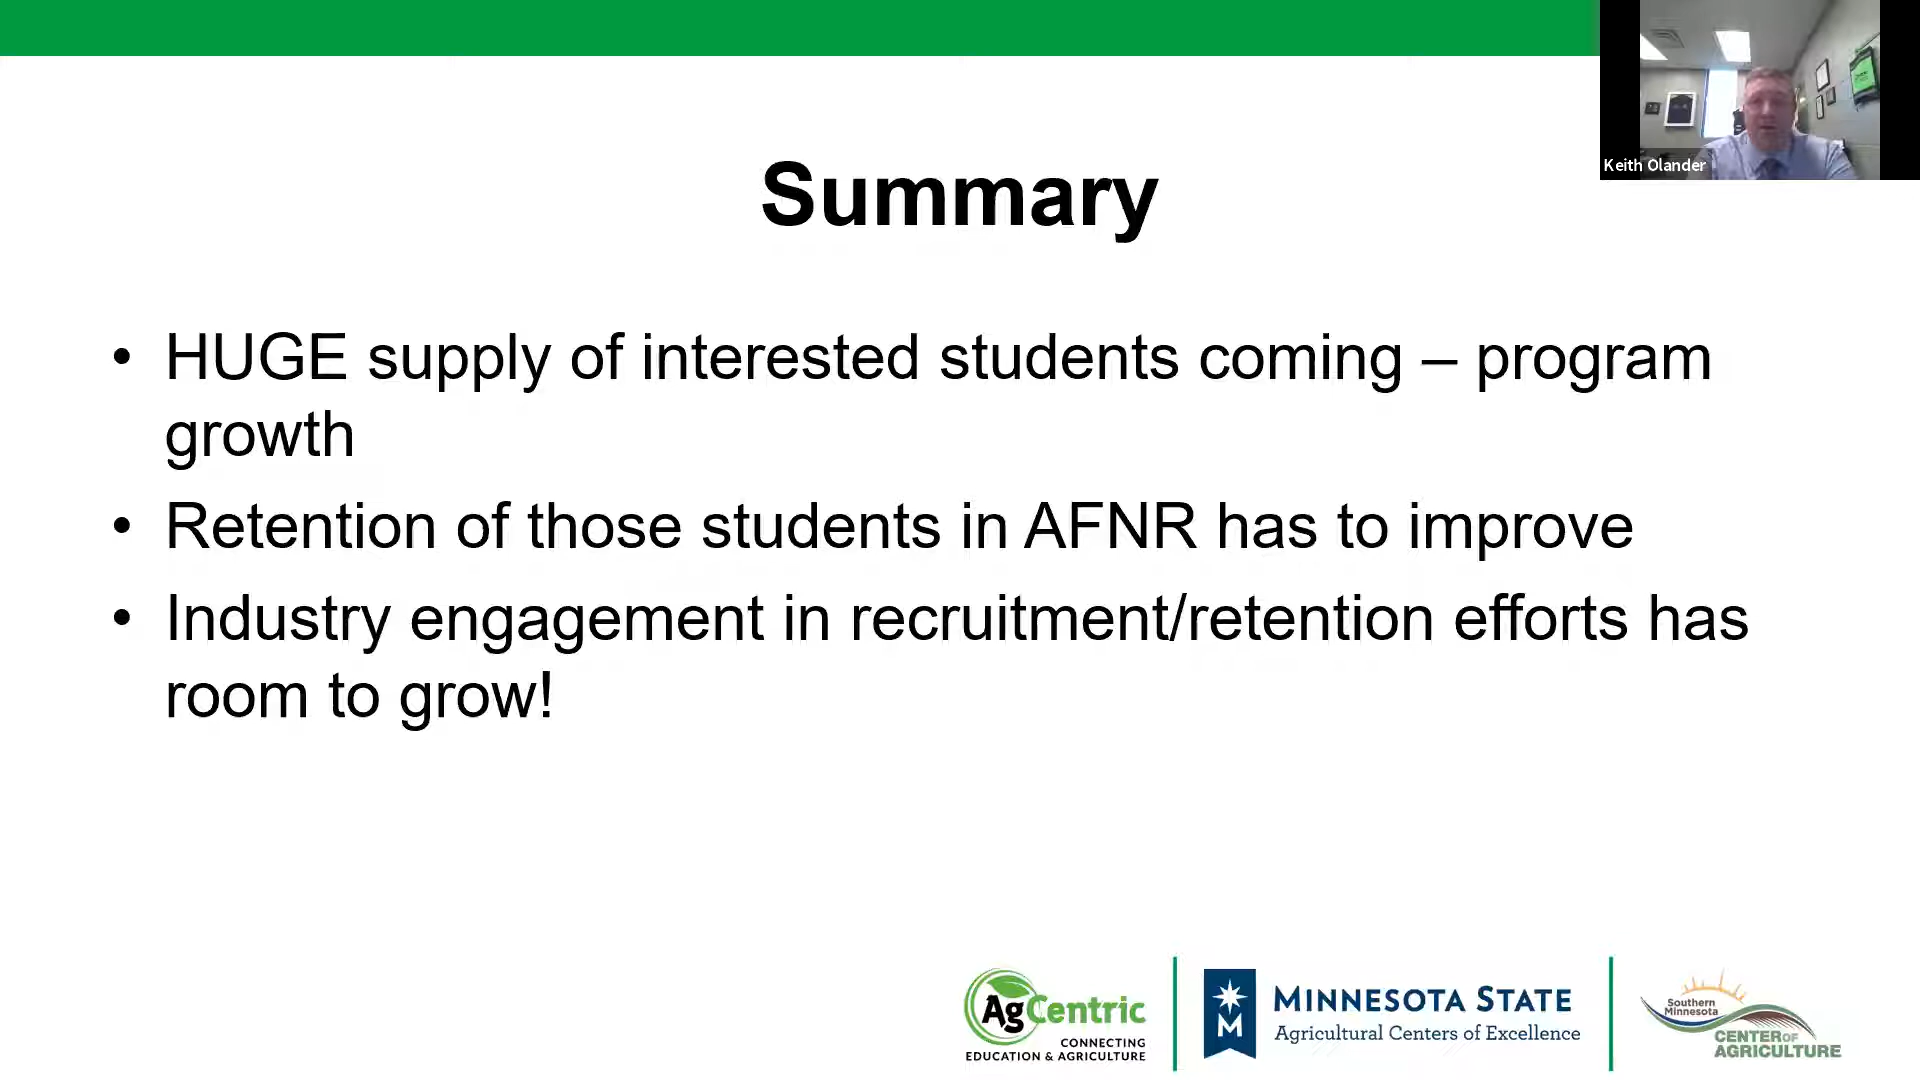 Keith Olander
Summary
• HUGE supply of interested students coming – program
growth
• Retention of those students in AFNR has to improve
• Industry engagement in recruitment/retention efforts has
room to grow!
AgCentric
CONNECTING
EDUCATION & AGRICULTURE
M
MINNESOTA STATE
Agricultural Centers of Excellence
Southern
Minnesota
CENTER OF
AGRICULTURE